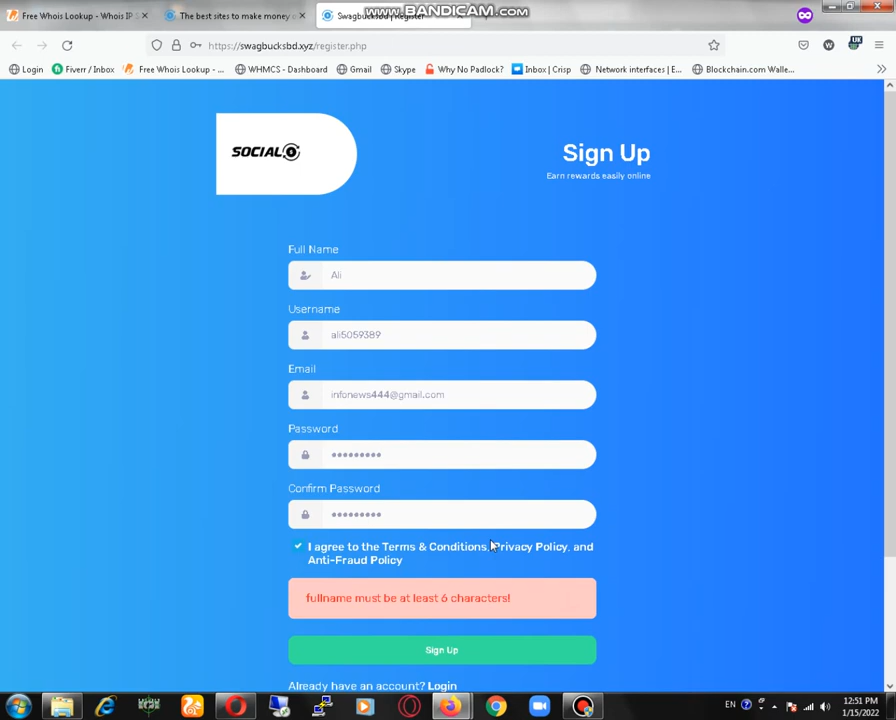 www.BANDICAM.com
Free Whois Lookup - Whois IP S
The best sites to make money o
Swagbucksbd | Register
https://swagbucksbd.xyz/register.php
Login
Fiverr / Inbox
Free Whois Lookup - ...
WHMCS - Dashboard
Gmail
Skype
Why No Padlock?
Inbox | Crisp
Network interfaces | E...
Blockchain.com Walle...
W
UK
SOCIAL
Sign Up
Earn rewards easily online
Full Name
Ali
Username
ali5059389
Email
infonews444@gmail.com
Password
Confirm Password
I agree to the Terms & Conditions, Privacy Policy, and
Anti-Fraud Policy
fullname must be at least 6 characters!
Sign Up
Already have an account? Login
EN
12:51 PM
1/15/2022